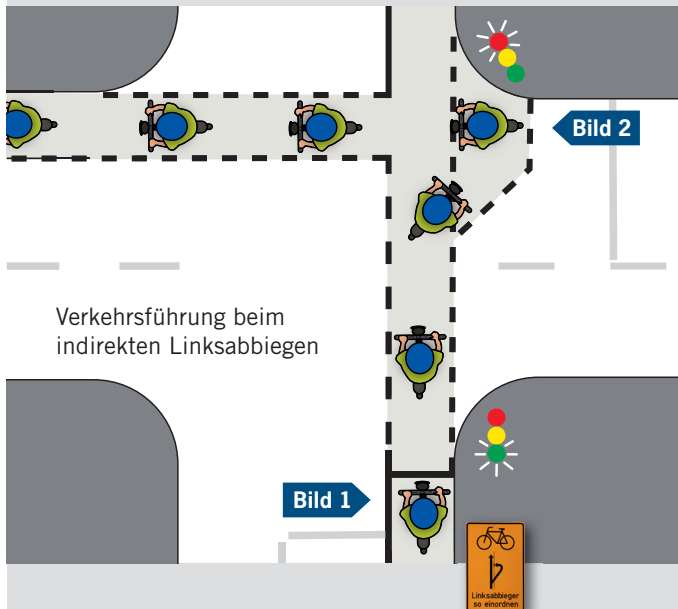 Bild 2
Verkehrsführung beim
indirekten Linksabbiegen
Bild 1
Linksabbieger
so einordnen